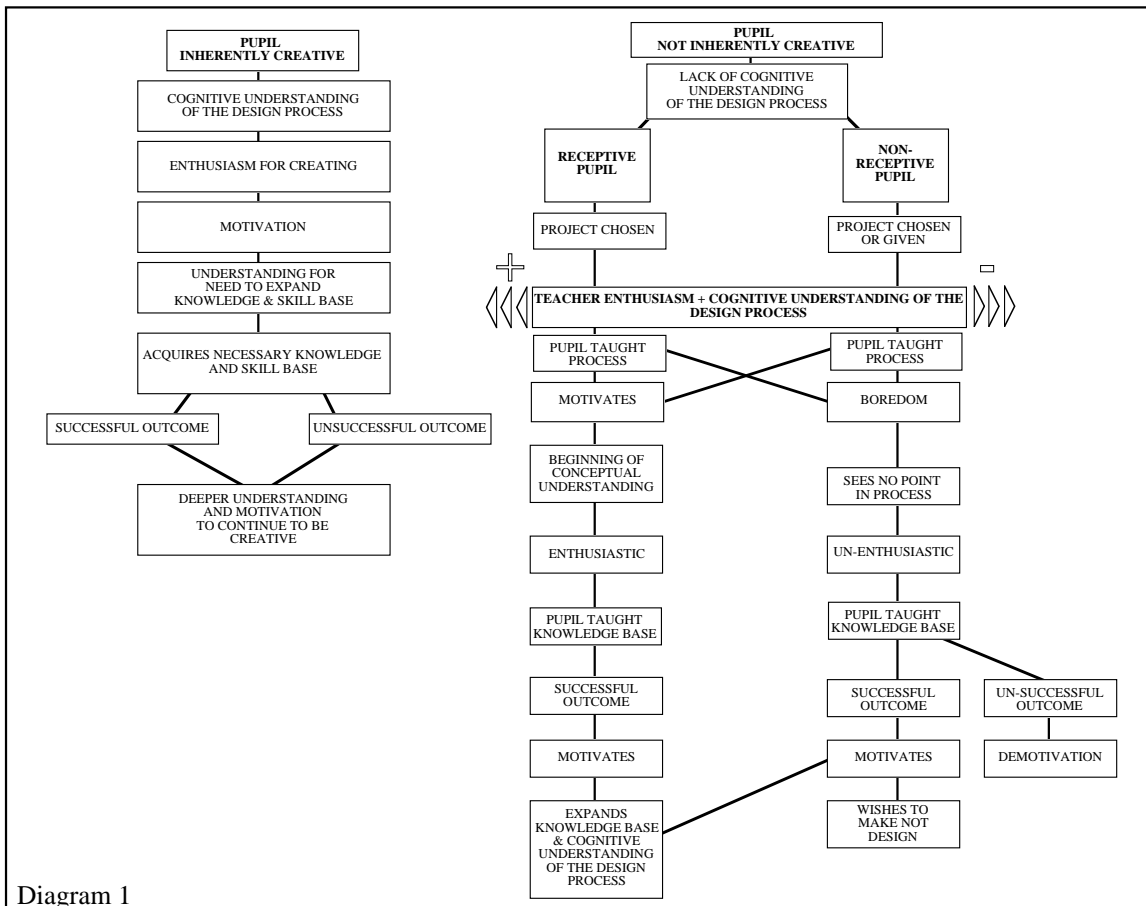 PUPIL
INHERENTLY CREATIVE
COGNITIVE UNDERSTANDING
OF THE DESIGN PROCESS
ENTHUSIASM FOR CREATING
MOTIVATION
UNDERSTANDING FOR
NEED TO EXPAND
KNOWLEDGE & SKILL BASE
ACQUIRES NECESSARY KNOWLEDGE
AND SKILL BASE
SUCCESSFUL OUTCOME
UNSUCCESSFUL OUTCOME
DEEPER UNDERSTANDING
AND MOTIVATION
TO CONTINUE TO BE
CREATIVE
PUPIL
NOT INHERENTLY CREATIVE
LACK OF COGNITIVE
UNDERSTANDING
OF THE DESIGN PROCESS
RECEPTIVE
PUPIL
NON-
RECEPTIVE
PUPIL
PROJECT CHOSEN
PROJECT CHOSEN
OR GIVEN
+
-
TEACHER ENTHUSIASM + COGNITIVE UNDERSTANDING OF THE
DESIGN PROCESS
PUPIL TAUGHT
PROCESS
PUPIL TAUGHT
PROCESS
MOTIVATES
BOREDOM
BEGINNING OF
CONCEPTUAL
UNDERSTANDING
SEES NO POINT
IN PROCESS
ENTHUSIASTIC
UN-ENTHUSIASTIC
PUPIL TAUGHT
KNOWLEDGE BASE
PUPIL TAUGHT
KNOWLEDGE BASE
SUCCESSFUL
OUTCOME
SUCCESSFUL
OUTCOME
UN-SUCCESSFUL
OUTCOME
MOTIVATES
MOTIVATES
DEMOTIVATION
EXPANDS
KNOWLEDGE BASE
& COGNITIVE
UNDERSTANDING
OF THE DESIGN
PROCESS
WISHES TO
MAKE NOT
DESIGN
Diagram 1